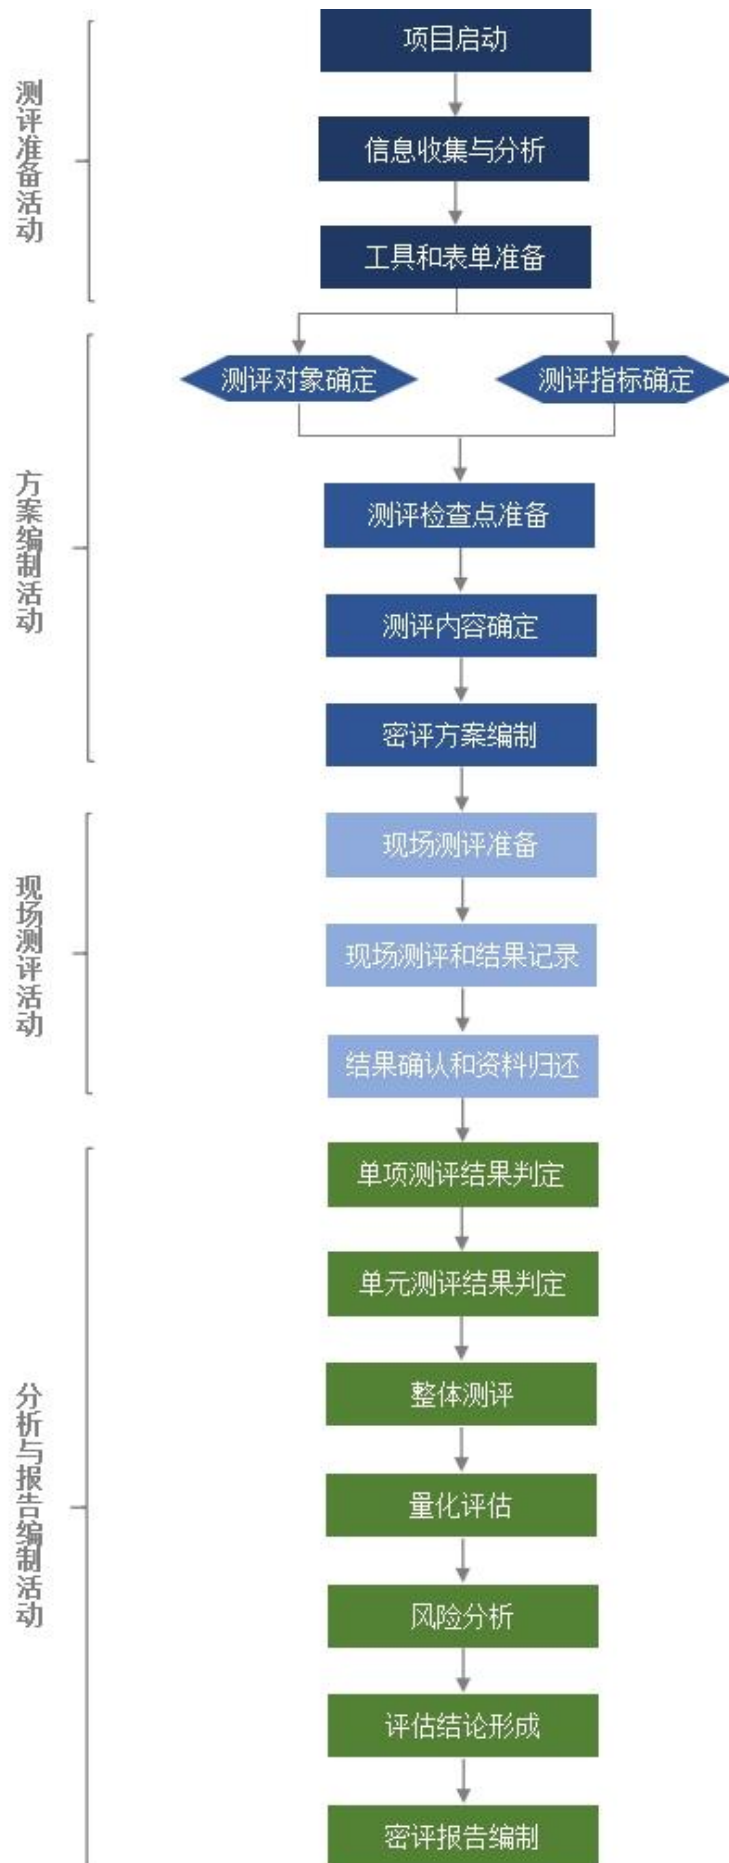 测评准备活动
项目启动
信息收集与分析
工具和表单准备
方案编制活动
测评对象确定
测评指标确定
测评检查点准备
测评内容确定
密评方案编制
现场测评活动
现场测评准备
现场测评和结果记录
结果确认和资料归还
分析与报告编制活动
单项测评结果判定
单元测评结果判定
整体测评
量化评估
风险分析
评估结论形成
密评报告编制